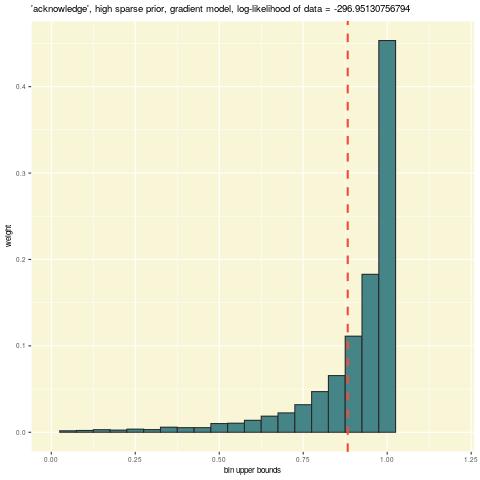 'acknowledge', high sparse prior, gradient model, log-likelihood of data = -296.95130756794
0.4
0.3
0.2
0.1
0.0
weight
0.00 0.25 0.50 0.75 1.00 1.25
bin upper bounds